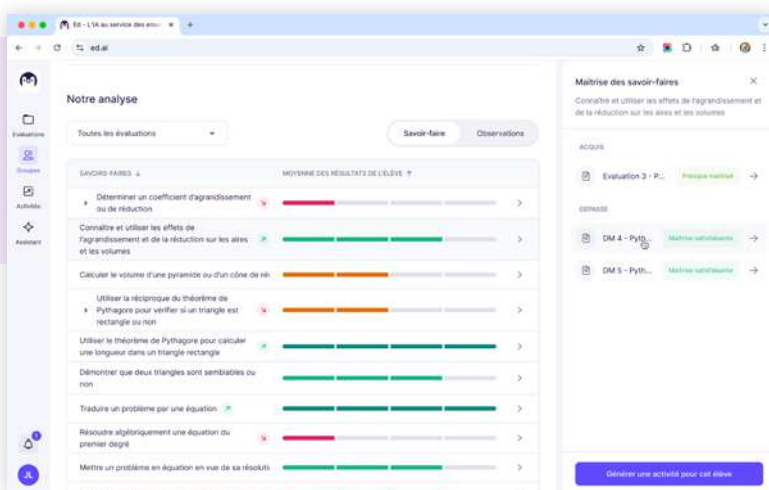 Ed - L'IA au service des ense
ed.ai
Evaluations
Groupes
Activités
Assistant
JL
Notre analyse
Toutes les évaluations
Savoir-faire
Observations
SAVOIRS-FAIRES
MOYENNE DES RÉSULTATS DE L'ÉLÈVE
Déterminer un coefficient d'agrandissement
ou de réduction
Connaître et utiliser les effets de
l'agrandissement et de la réduction sur les aires
et les volumes
Calculer le volume d'une pyramide ou d'un cône de rév
Utiliser la réciproque du théorème de
Pythagore pour vérifier si un triangle est
rectangle ou non
Utiliser le théorème de Pythagore pour calculer
une longueur dans un triangle rectangle
Démontrer que deux triangles sont semblables ou
non
Traduire un problème par une équation
Résoudre algébriquement une équation du
premier degré
Mettre un problème en équation en vue de sa résoluti
Maîtrise des savoir-faires
Connaître et utiliser les effets de l'agrandissement et
de la réduction sur les aires et les volumes
ACQUIS
Evaluation 3 - P...
Presque maîtrisé
DÉPASSÉ
DM 4 - Pyth...
Maîtrise satisfaisante
DM 5 - Pyth...
Maîtrise satisfaisante
Générer une activité pour cet élève